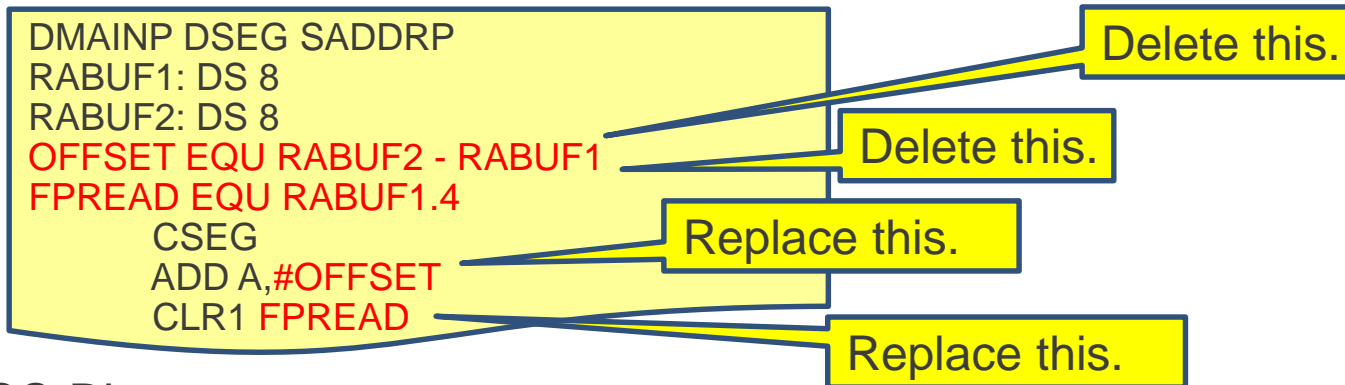 DMAINP DSEG SADDRP
RABUF1: DS 8
RABUF2: DS 8
OFFSET EQU RABUF2 - RABUF1
FPREAD EQU RABUF1.4
CSEG
ADD A,#OFFSET
CLR1 FPREAD
Delete this.
Delete this.
Replace this.
Replace this.